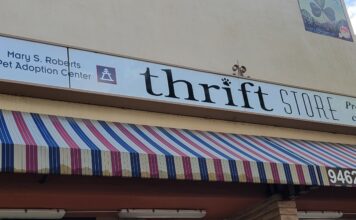 Mary S. Roberts
Pet Adoption Center
thrift STORE
9462